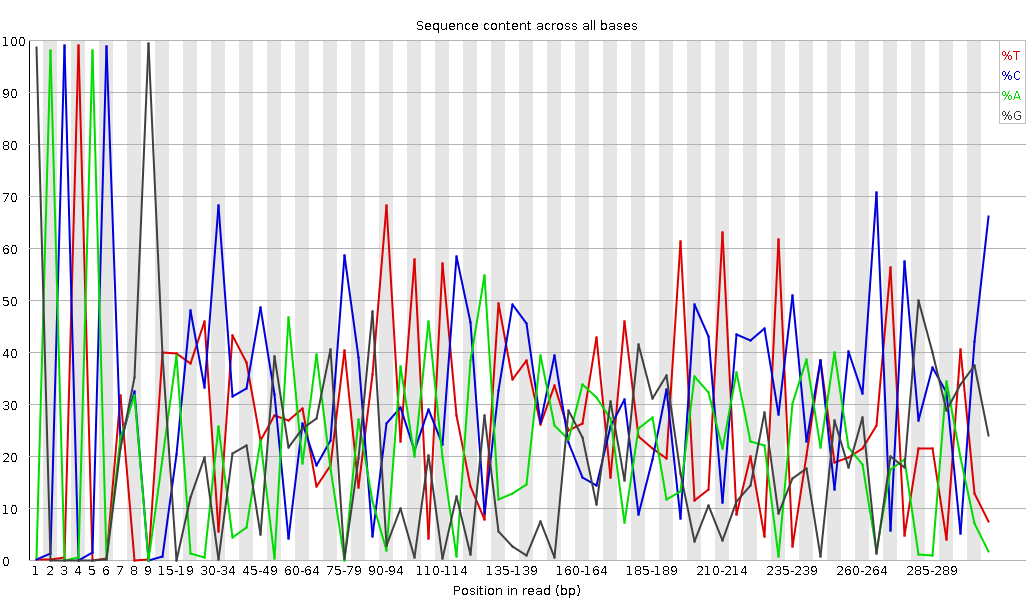 Sequence content across all bases
%T
%C
%A
%G
100
90
80
70
60
50
40
30
20
10
0
1 2 3 4 5 6 7 8 9 15-19 30-34 45-49 60-64 75-79 90-94 110-114 135-139 160-164 185-189 210-214 235-239 260-264 285-289
Position in read (bp)